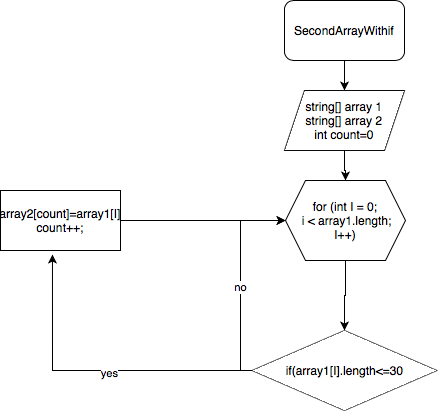 SecondArrayWithif
string[] array 1
string[] array 2
int count=0
for (int I = 0;
i < array1.length;
I++)
array2[count]=array1[I]
count++;
no
yes
if(array1[I].length<=30